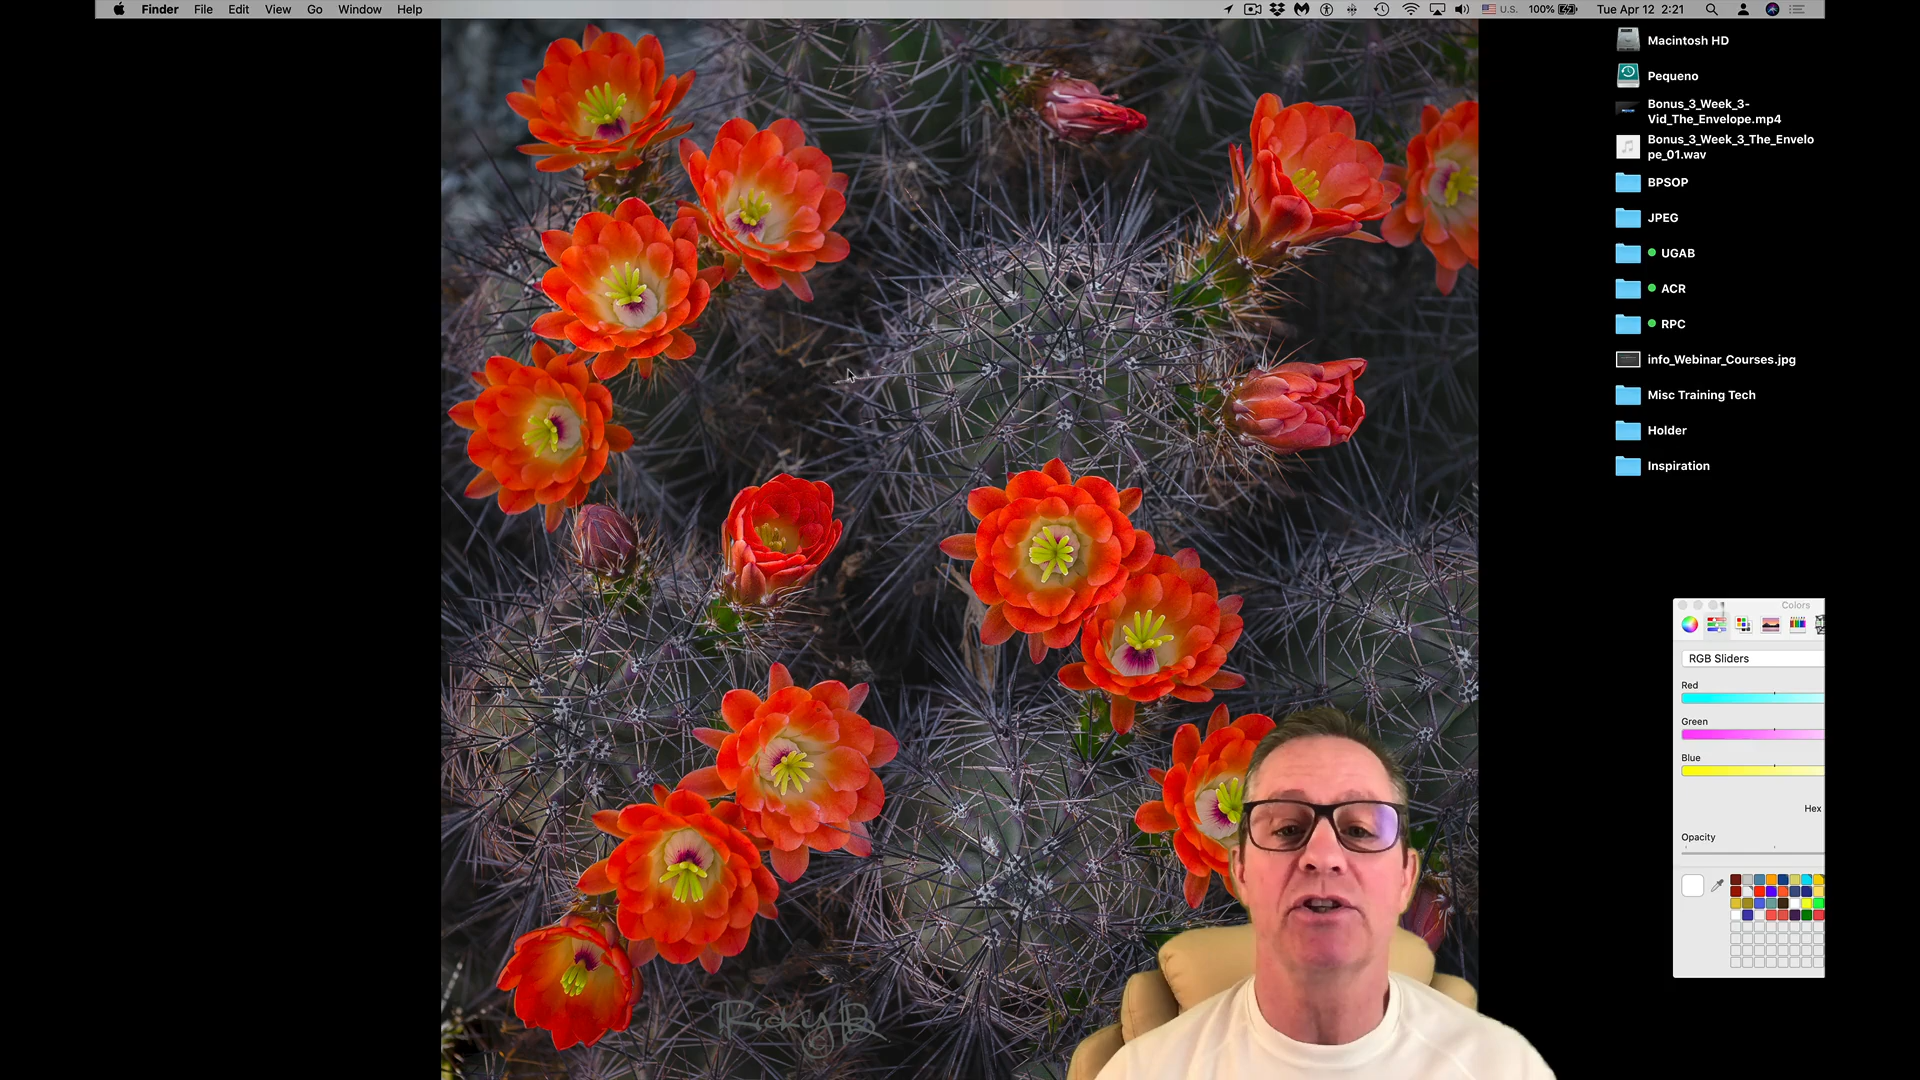 Finder File Edit View Go Window Help
U.S. 100% Tue Apr 12 2:21
Macintosh HD
Pequeno
Bonus_3_Week_3-
Vid_The_Envelope.mp4
Bonus_3_Week_3_The_Envelo
pe_01.wav
BPSOP
JPEG
UGAB
ACR
RPC
info_Webinar_Courses.jpg
Misc Training Tech
Holder
Inspiration
Colors
RGB Sliders
Red
Green
Blue
Hex
Opacity